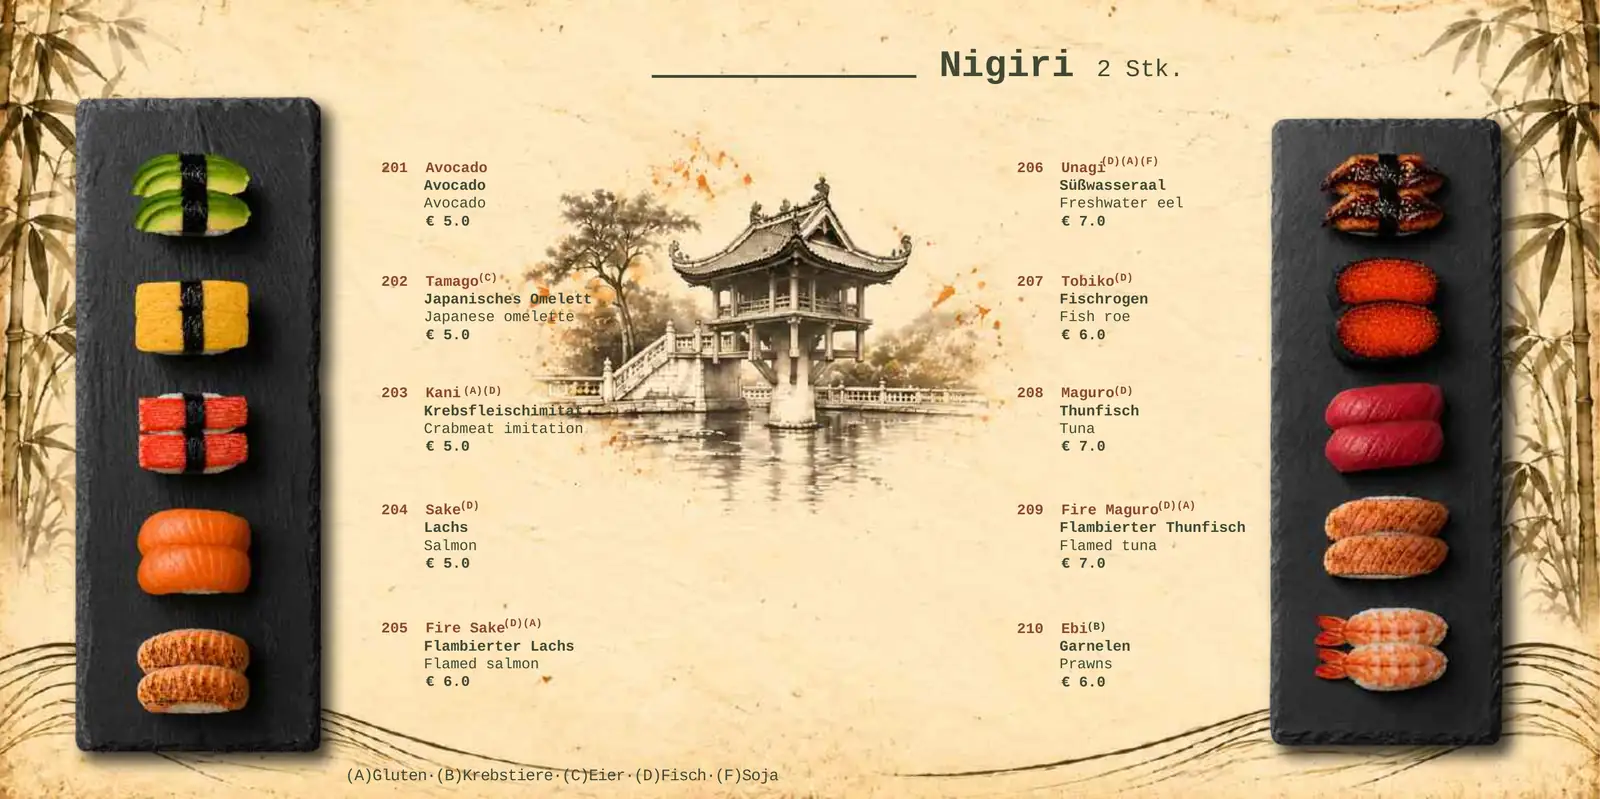 Nigiri 2 Stk.
201 Avocado
Avocado
Avocado
€ 5.0
202 Tamago(C)
Japanisches Omelett
Japanese omelette
€ 5.0
203 Kani(A)(D)
Krebsfleischimitat
Crabmeat imitation
€ 5.0
204 Sake(D)
Lachs
Salmon
€ 5.0
205 Fire Sake(D)(A)
Flambierter Lachs
Flamed salmon
€ 6.0
206 Unagi(D)(A)(F)
Süßwasseraal
Freshwater eel
€ 7.0
207 Tobiko(D)
Fischrogen
Fish roe
€ 6.0
208 Maguro(D)
Thunfisch
Tuna
€ 7.0
209 Fire Maguro(D)(A)
Flambierter Thunfisch
Flamed tuna
€ 7.0
210 Ebi(B)
Garnelen
Prawns
€ 6.0
(A)Gluten·(B)Krebstiere·(C)Eier·(D)Fisch·(F)Soja